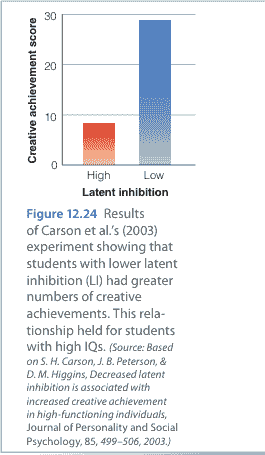 Creative achievement score
30
20
10
0
High
Low
Latent inhibition
Figure 12.24 Results
of Carson et al.'s (2003)
experiment showing that
students with lower latent
inhibition (LI) had greater
numbers of creative
achievements. This rela-
tionship held for students
with high IQs. (Source: Based
on S. H. Carson, J. B. Peterson, &
D. M. Higgins, Decreased latent
inhibition is associated with
increased creative achievement
in high-functioning individuals,
Journal of Personality and Social
Psychology, 85, 499–506, 2003.)